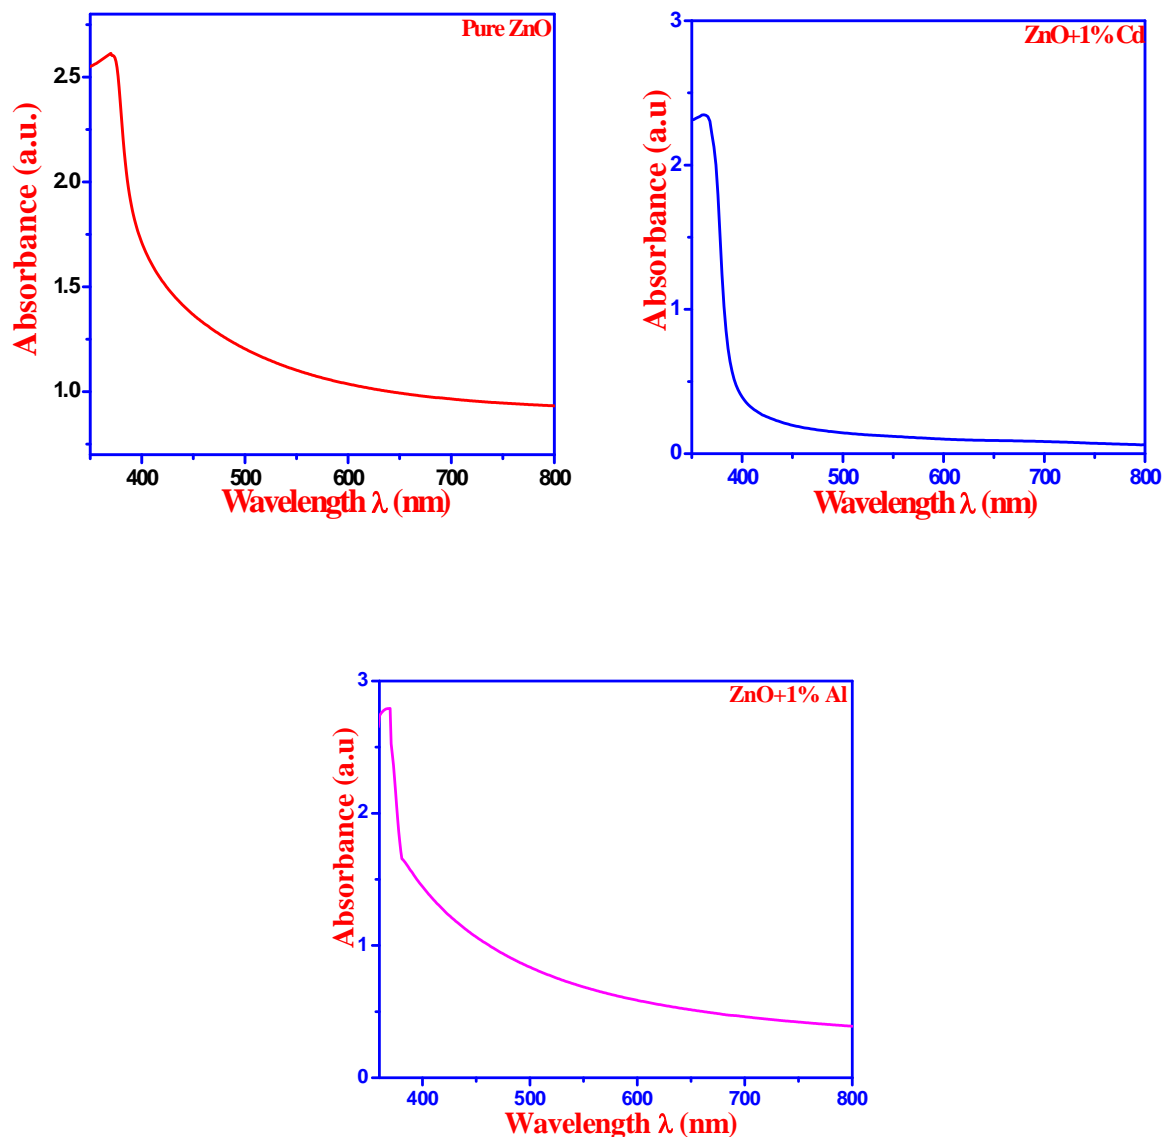 Pure ZnO
Absorbance (a.u.)
2.5
2.0
1.5
1.0
400 500 600 700 800
Wavelength λ (nm)
ZnO+1% Cd
Absorbance (a.u)
3
2
1
0
400 500 600 700 800
Wavelength λ (nm)
ZnO+1% Al
Absorbance (a.u)
3
2
1
0
400 500 600 700 800
Wavelength λ (nm)